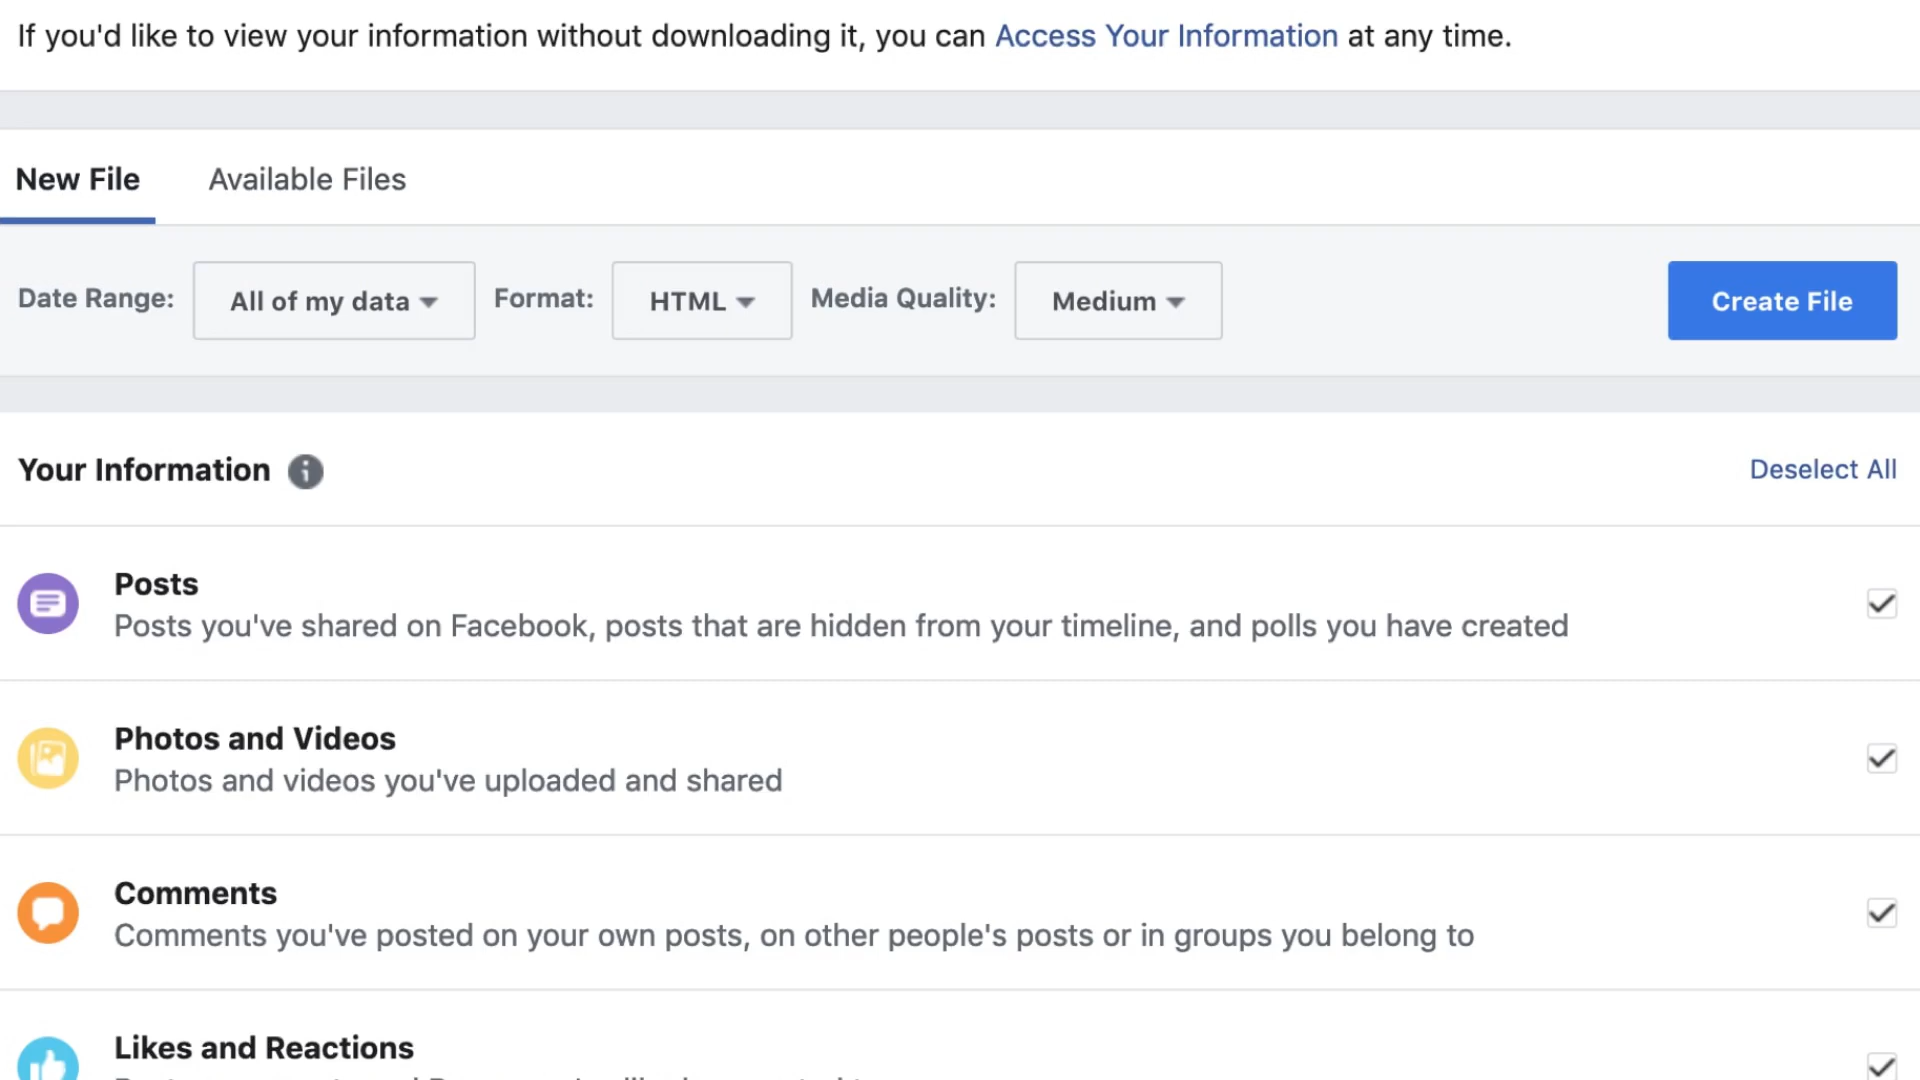 If you'd like to view your information without downloading it, you can Access Your Information at any time.
New File Available Files
Date Range: All of my data Format: HTML Media Quality: Medium Create File
Your Information Deselect All
Posts
Posts you've shared on Facebook, posts that are hidden from your timeline, and polls you have created
Photos and Videos
Photos and videos you've uploaded and shared
Comments
Comments you've posted on your own posts, on other people's posts or in groups you belong to
Likes and Reactions